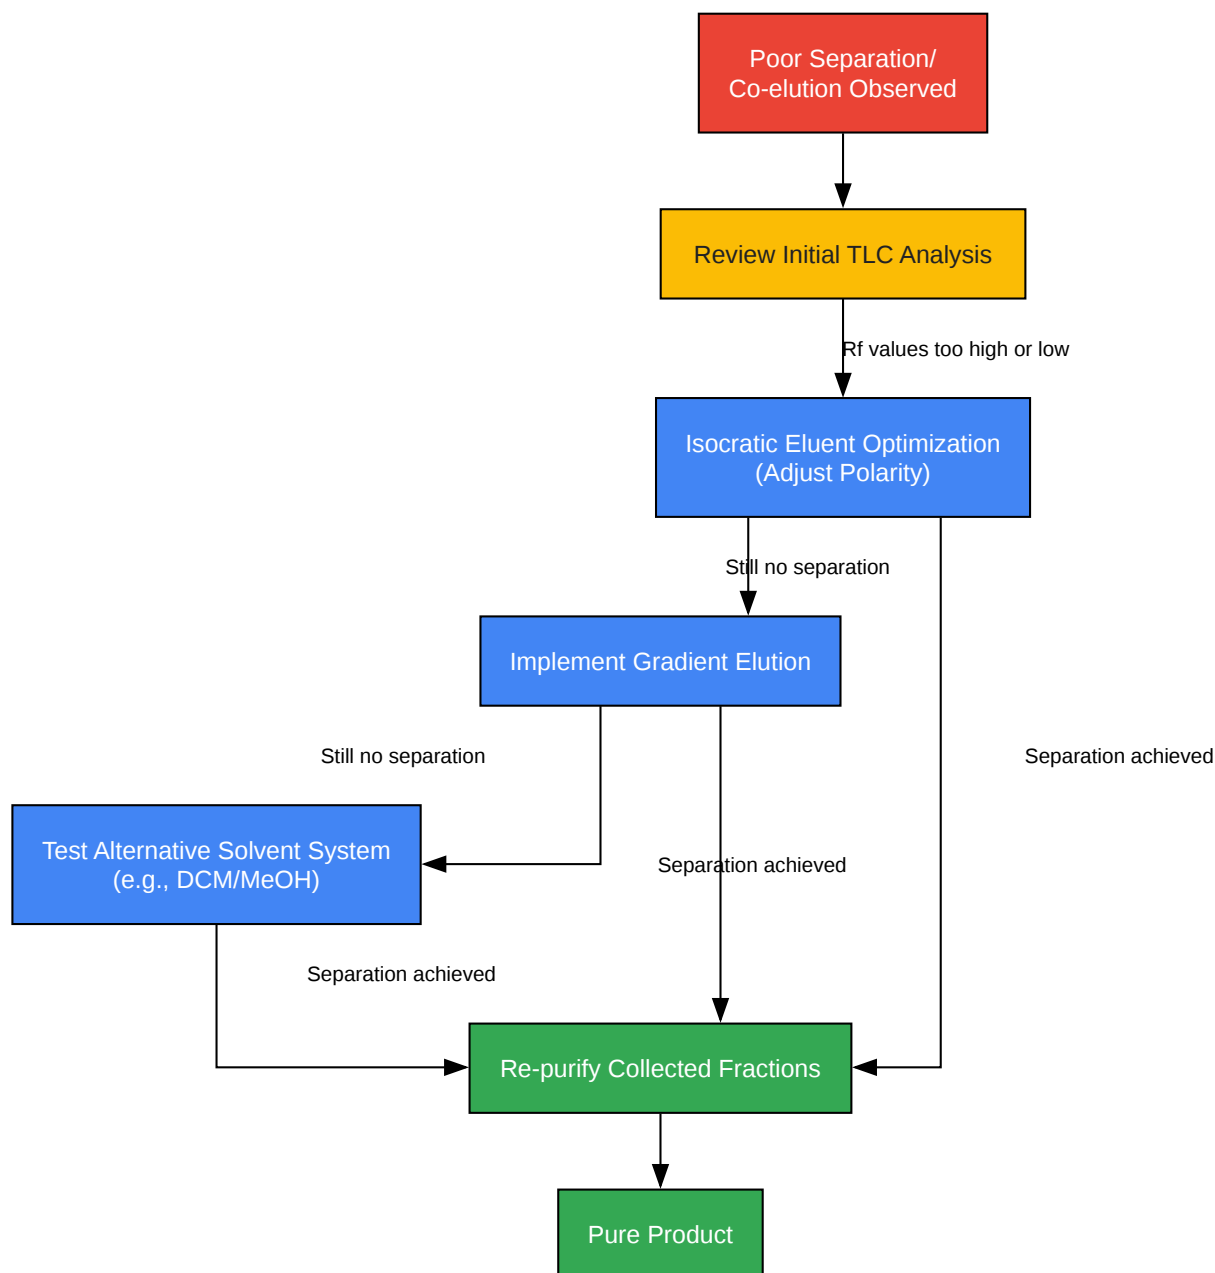 Poor Separation/
Co-elution Observed
Review Initial TLC Analysis
Rf values too high or low
Isocratic Eluent Optimization
(Adjust Polarity)
Still no separation
Implement Gradient Elution
Still no separation
Separation achieved
Test Alternative Solvent System
(e.g., DCM/MeOH)
Separation achieved
Separation achieved
Re-purify Collected Fractions
Pure Product